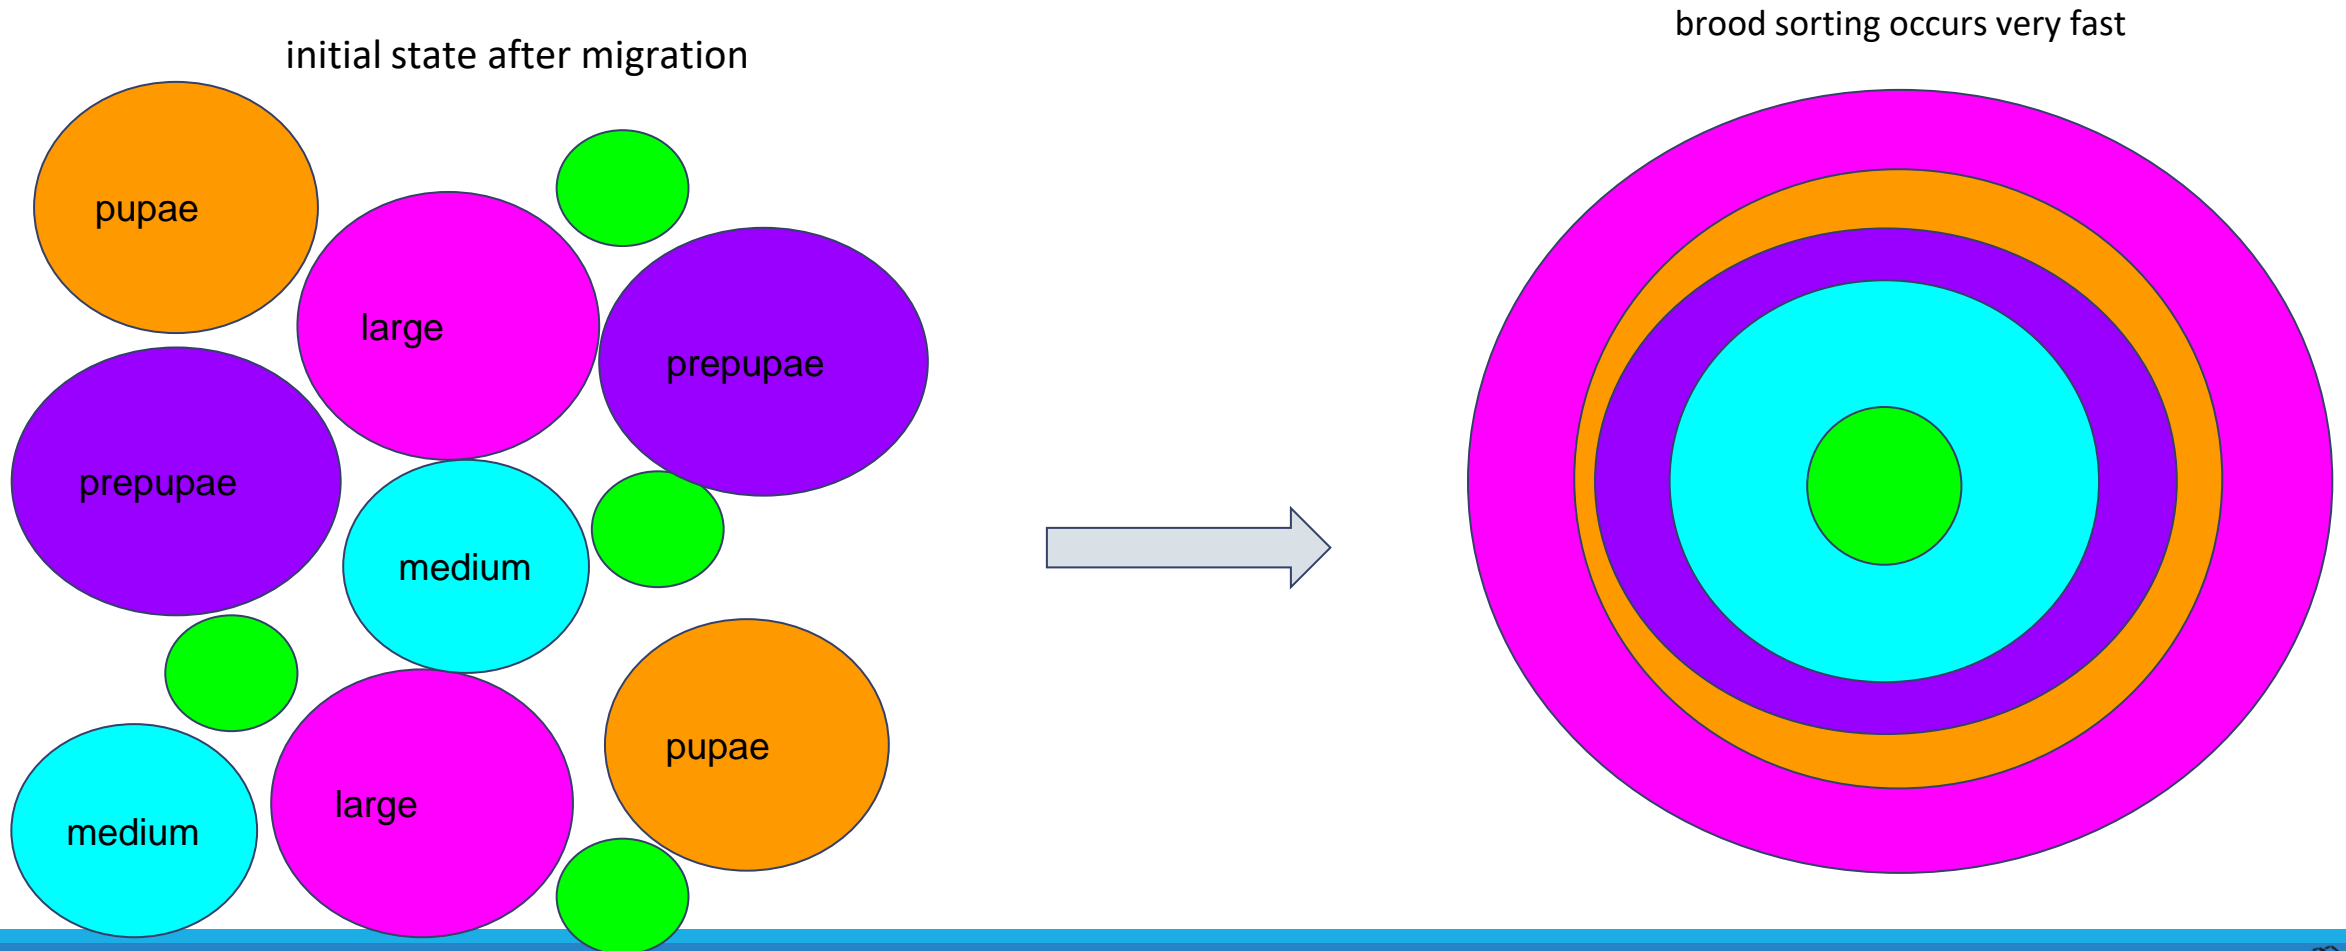 initial state after migration
brood sorting occurs very fast
pupae
large
prepupae
prepupae
medium
pupae
large
medium